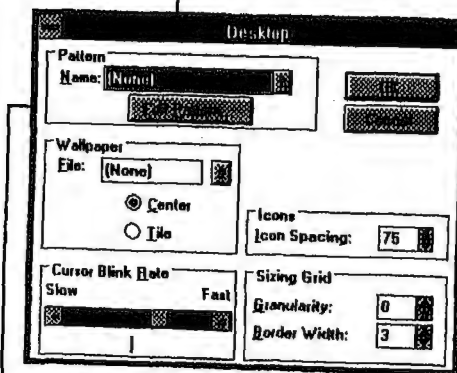 Desktop
Pattern
Name: (None)
Wallpaper
File: (None)
Center
Tile
Icons
Icon Spacing: 75
Cursor Blink Rate
Slow Fast
Sizing Grid
Granularity: 0
Border Width: 3